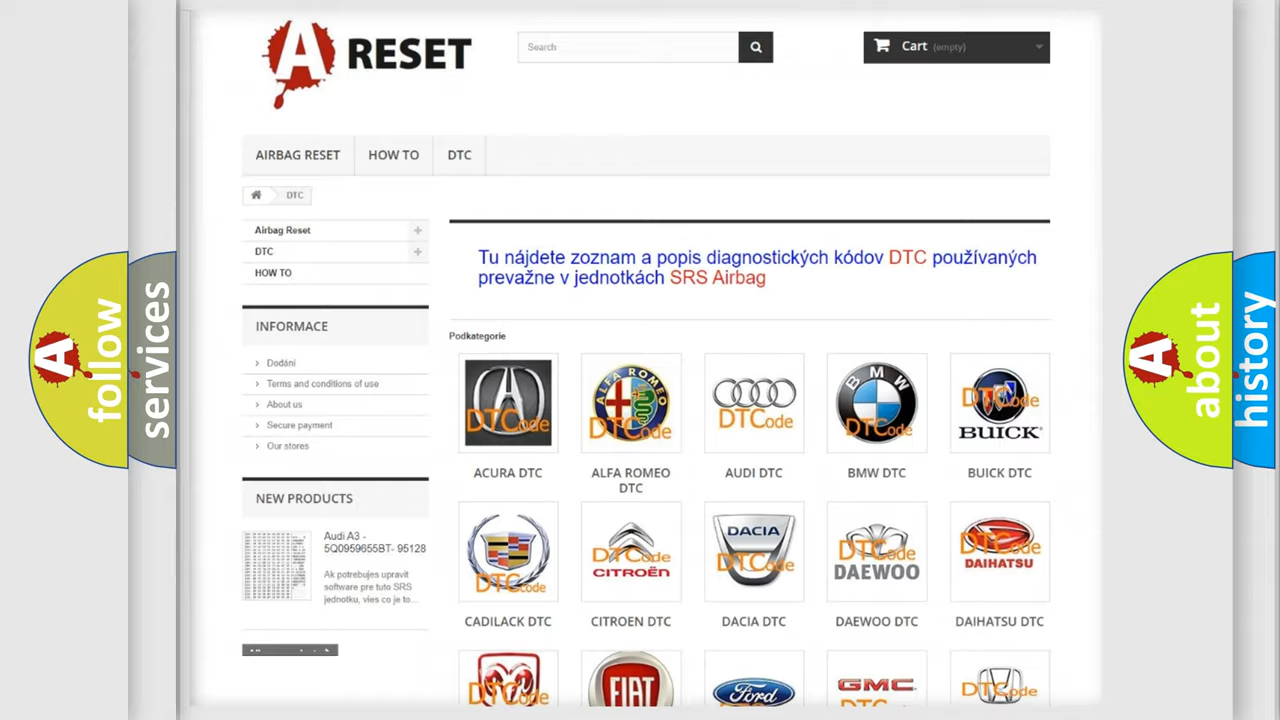 A RESET
Search
Cart (empty)
AIRBAG RESET
HOW TO
DTC
DTC
Airbag Reset
DTC
HOW TO
INFORMACE
Dodání
Terms and conditions of use
About us
Secure payment
Our stores
NEW PRODUCTS
Audi A3 -
5Q0959655BT- 95128
Ak potrebujes upravit
software pre tuto SRS
jednotku, vies co je to...
Tu nájdete zoznam a popis diagnostických kódov DTC používaných
prevažne v jednotkách SRS Airbag
Podkategorie
DTCode
ALFA ROMEO
DTCode
DTCode
BMW
DTCode
DTCode
BUICK
ACURA DTC
ALFA ROMEO
DTC
AUDI DTC
BMW DTC
BUICK DTC
DTCode
DTCode
CITROËN
DACIA
DTCode
DTCode
DAEWOO
DTCode
DAIHATSU
CADILACK DTC
CITROEN DTC
DACIA DTC
DAEWOO DTC
DAIHATSU DTC
DTCode
FIAT
Ford
GMC
DTCode
A
follow
services
A
about
history